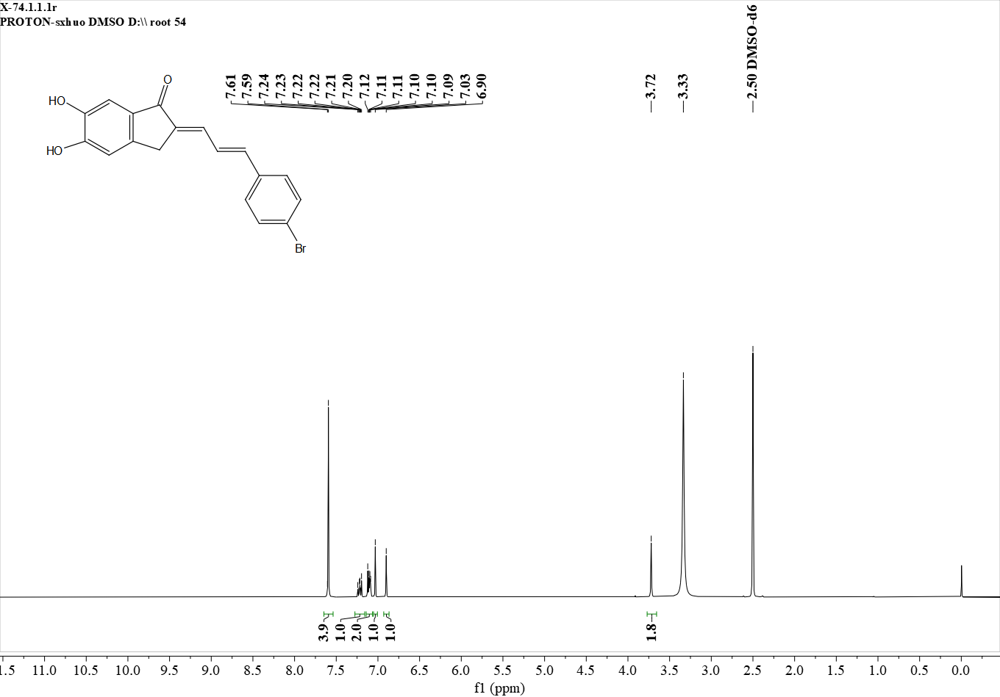 X-74.1.1.1r
PROTON-sxhuo DMSO D:\\ root 54
7.61
7.59
7.24
7.23
7.22
7.22
7.21
7.20
7.12
7.11
7.11
7.10
7.10
7.09
7.03
6.90
3.72
3.33
2.50 DMSO-d6
O
HO
HO
Br
3.9
1.0
2.0
1.0
1.0
1.8
1.5 11.0 10.5 10.0 9.5 9.0 8.5 8.0 7.5 7.0 6.5 6.0 5.5 5.0 4.5 4.0 3.5 3.0 2.5 2.0 1.5 1.0 0.5 0.0
f1 (ppm)